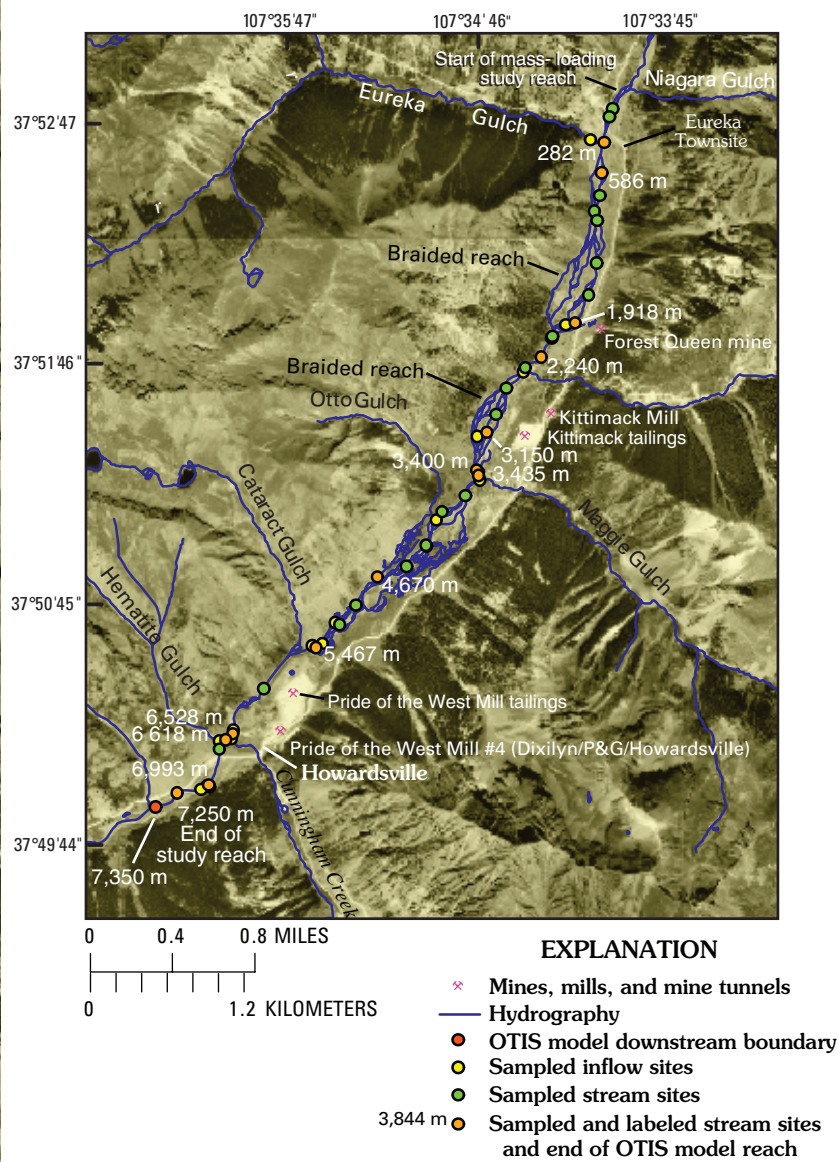 107°35'47"
107°34'46"
107°33'45"
Start of mass- loading
study reach
Niagara Gulch
Eureka
Gulch
37°52'47
Eureka
Townsite
282 m
586 m
r
Braided reach
1,918 m
Forest Queen mine
37°51'46"
2,240 m
Braided reach
Otto Gulch
Kittimack Mill
Kittimack tailings
3,150 m
3,400 m
3,435 m
Cataract Gulch
Maggie Gulch
4,670 m
37°50'45"
Hematite Gulch
5,467 m
Pride of the West Mill tailings
6,528 m
6 618 m
Pride of the West Mill #4 (Dixilyn/P&G/Howardsville)
Howardsville
6,993 m
Cunningham Creek
7,250 m
End of
study reach
37°49'44"
7,350 m
0 0.4 0.8 MILES
0 1.2 KILOMETERS
EXPLANATION
Mines, mills, and mine tunnels
Hydrography
OTIS model downstream boundary
Sampled inflow sites
Sampled stream sites
3,844 m Sampled and labeled stream sites
and end of OTIS model reach